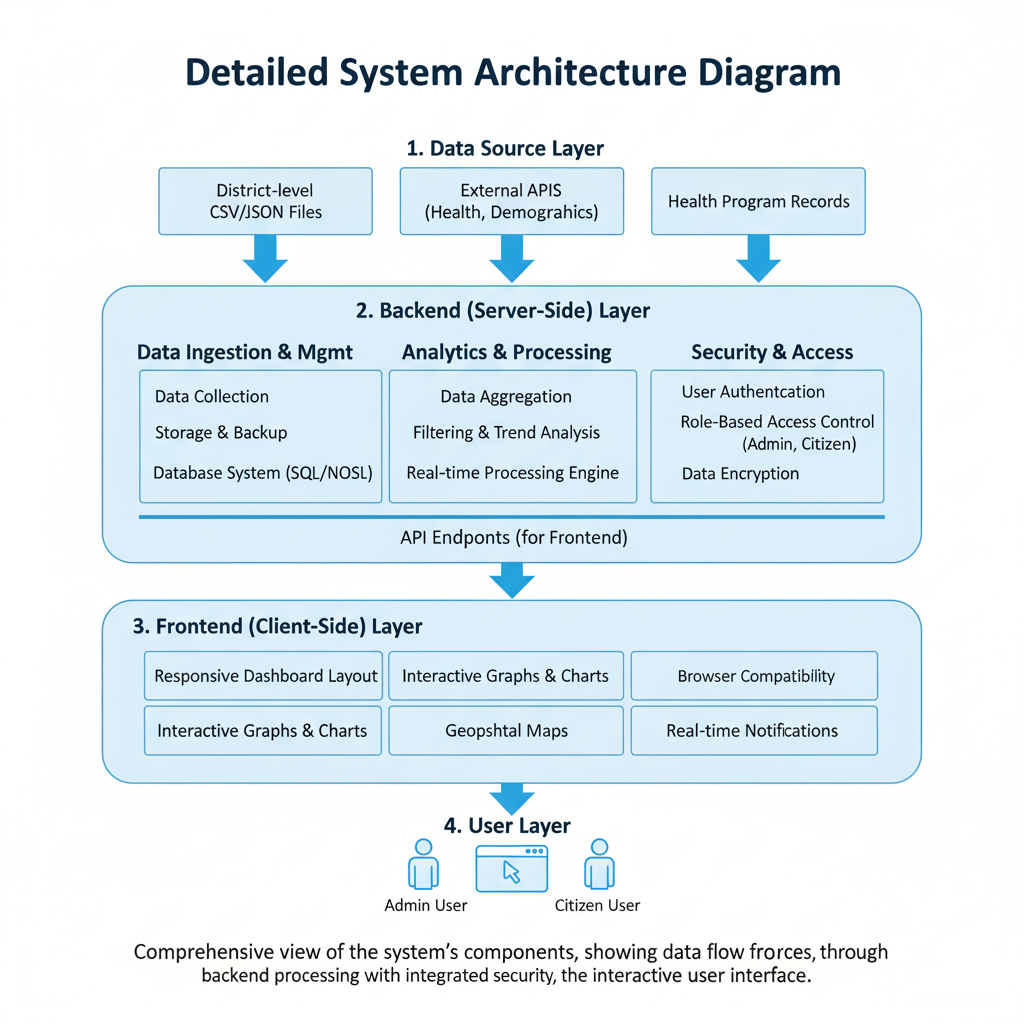 Detailed System Architecture Diagram
1. Data Source Layer
District-level
CSV/JSON Files
External APIS
(Health, Demograhics)
Health Program Records
2. Backend (Server-Side) Layer
Data Ingestion & Mgmt
Data Collection
Storage & Backup
Database System (SQL/NOSL)
Analytics & Processing
Data Aggregation
Filtering & Trend Analysis
Real-time Processing Engine
Security & Access
User Authentcation
Role-Based Access Control
(Admin, Citizen)
Data Encryption
API Endponts (for Frontend)
3. Frontend (Client-Side) Layer
Responsive Dashboard Layout
Interactive Graphs & Charts
Browser Compatibility
Interactive Graphs & Charts
Geopshtal Maps
Real-time Notifications
4. User Layer
Admin User
Citizen User
Comprehensive view of the system's components, showing data flow frorces, through
backend processing with integrated security, the interactive user interface.